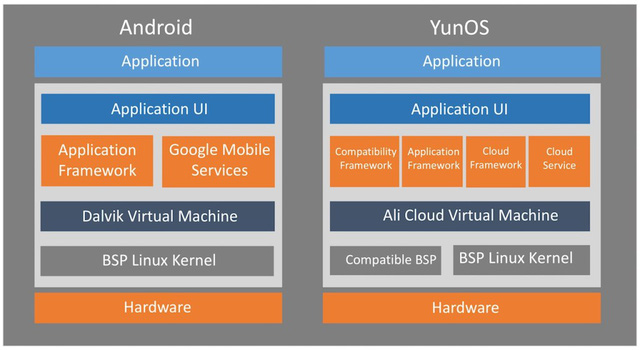 Android
Application
Application UI
Application
Framework
Google Mobile
Services
Dalvik Virtual Machine
BSP Linux Kernel
Hardware
YunOS
Application
Application UI
Compatibility
Framework
Application
Framework
Cloud
Framework
Cloud
Service
Ali Cloud Virtual Machine
Compatible BSP
BSP Linux Kernel
Hardware